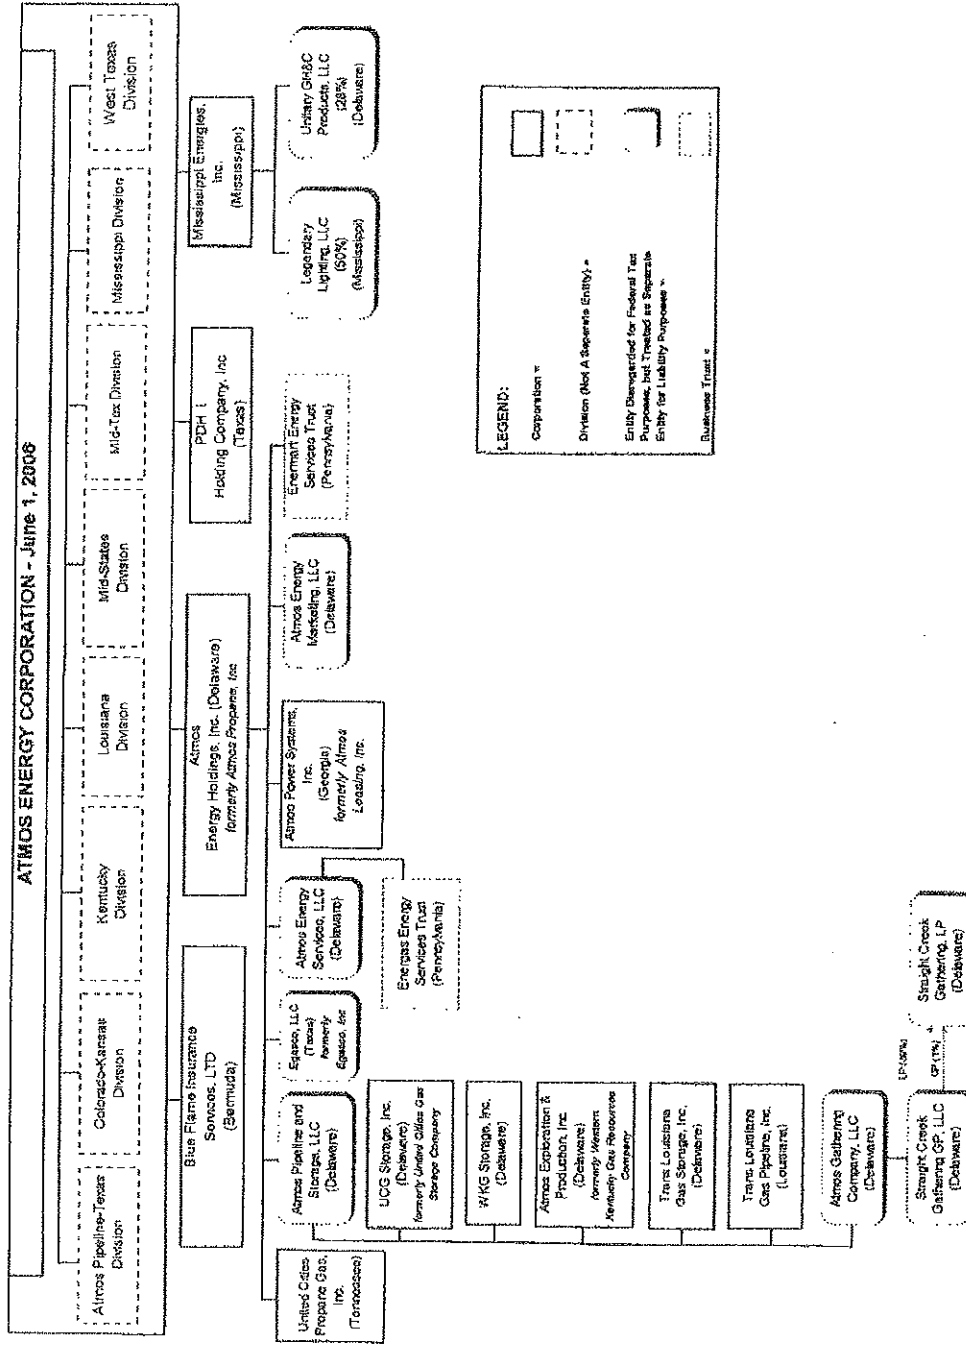 ATMOS ENERGY CORPORATION - June 1, 2006
Atmos Pipeline-Texas
Division
Colorado-Kansas
Division
Kentucky
Division
Louisiana
Division
Mid-States
Division
Mid-Tex Division
Mississippi Division
West Texas
Division
Blue Flame Insurance
Services, LTD
(Bermuda)
Atmos
Energy Holdings, Inc. (Delaware)
formerly Atmos Propane, Inc
PDH I
Holding Company, Inc
(Texas)
Mississippi Energies,
Inc.
(Mississippi)
United Cities
Propane Gas,
Inc.
(Tennessee)
Atmos Pipeline and
Storage, LLC
(Delaware)
Egasco, LLC
(Texas)
formerly
Egasco, Inc
Atmos Energy
Services, LLC
(Delaware)
Atmos Power Systems,
Inc.
(Georgia)
formerly Atmos
Leasing, Inc.
Atmos Energy
Marketing, LLC
(Delaware)
Enermart Energy
Services Trust
(Pennsylvania)
Legendary
Lighting, LLC
(50%)
(Mississippi)
Unitary GH&C
Products, LLC
(28%)
(Delaware)
Energas Energy
Services Trust
(Pennsylvania)
UCG Storage, Inc.
(Delaware)
formerly United Cities Gas
Storage Company
WKG Storage, Inc.
(Delaware)
Atmos Exploration &
Production, Inc
(Delaware)
formerly Western
Kentucky Gas Resources
Company
Trans Louisiana
Gas Storage, Inc.
(Delaware)
Trans Louisiana
Gas Pipeline, Inc.
(Louisiana)
Atmos Gathering
Company, LLC
(Delaware)
Straight Creek
Gathering GP, LLC
(Delaware)
GP (1%)
Straight Creek
Gathering, LP
(Delaware)
LEGEND:
Corporation =
Division (Not A Separate Entity) =
Entity Disregarded for Federal Tax
Purposes, but Treated as Separate
Entity for Liability Purposes =
Business Trust =